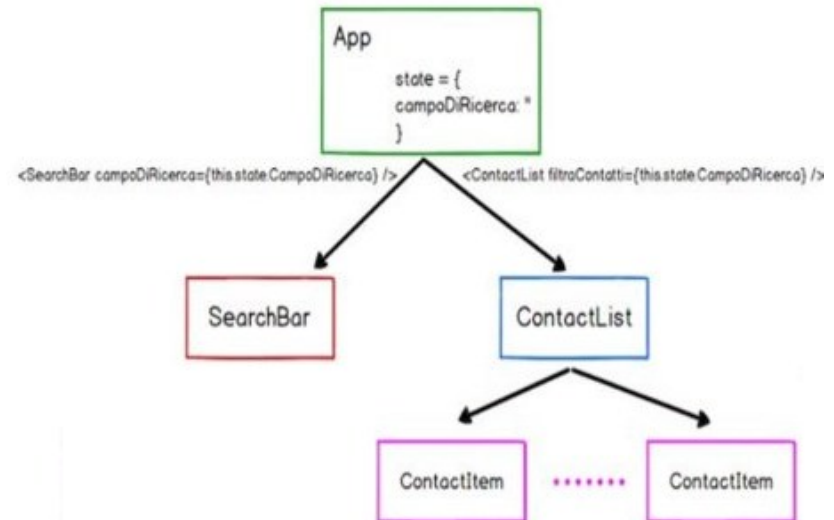 App
state = {
campoDiRicerca: "
}
<SearchBar campoDiRicerca={this.state.CampoDiRicerca} />
<ContactList filtraContatti={this.state.CampoDiRicerca} />
SearchBar
ContactList
ContactItem
ContactItem